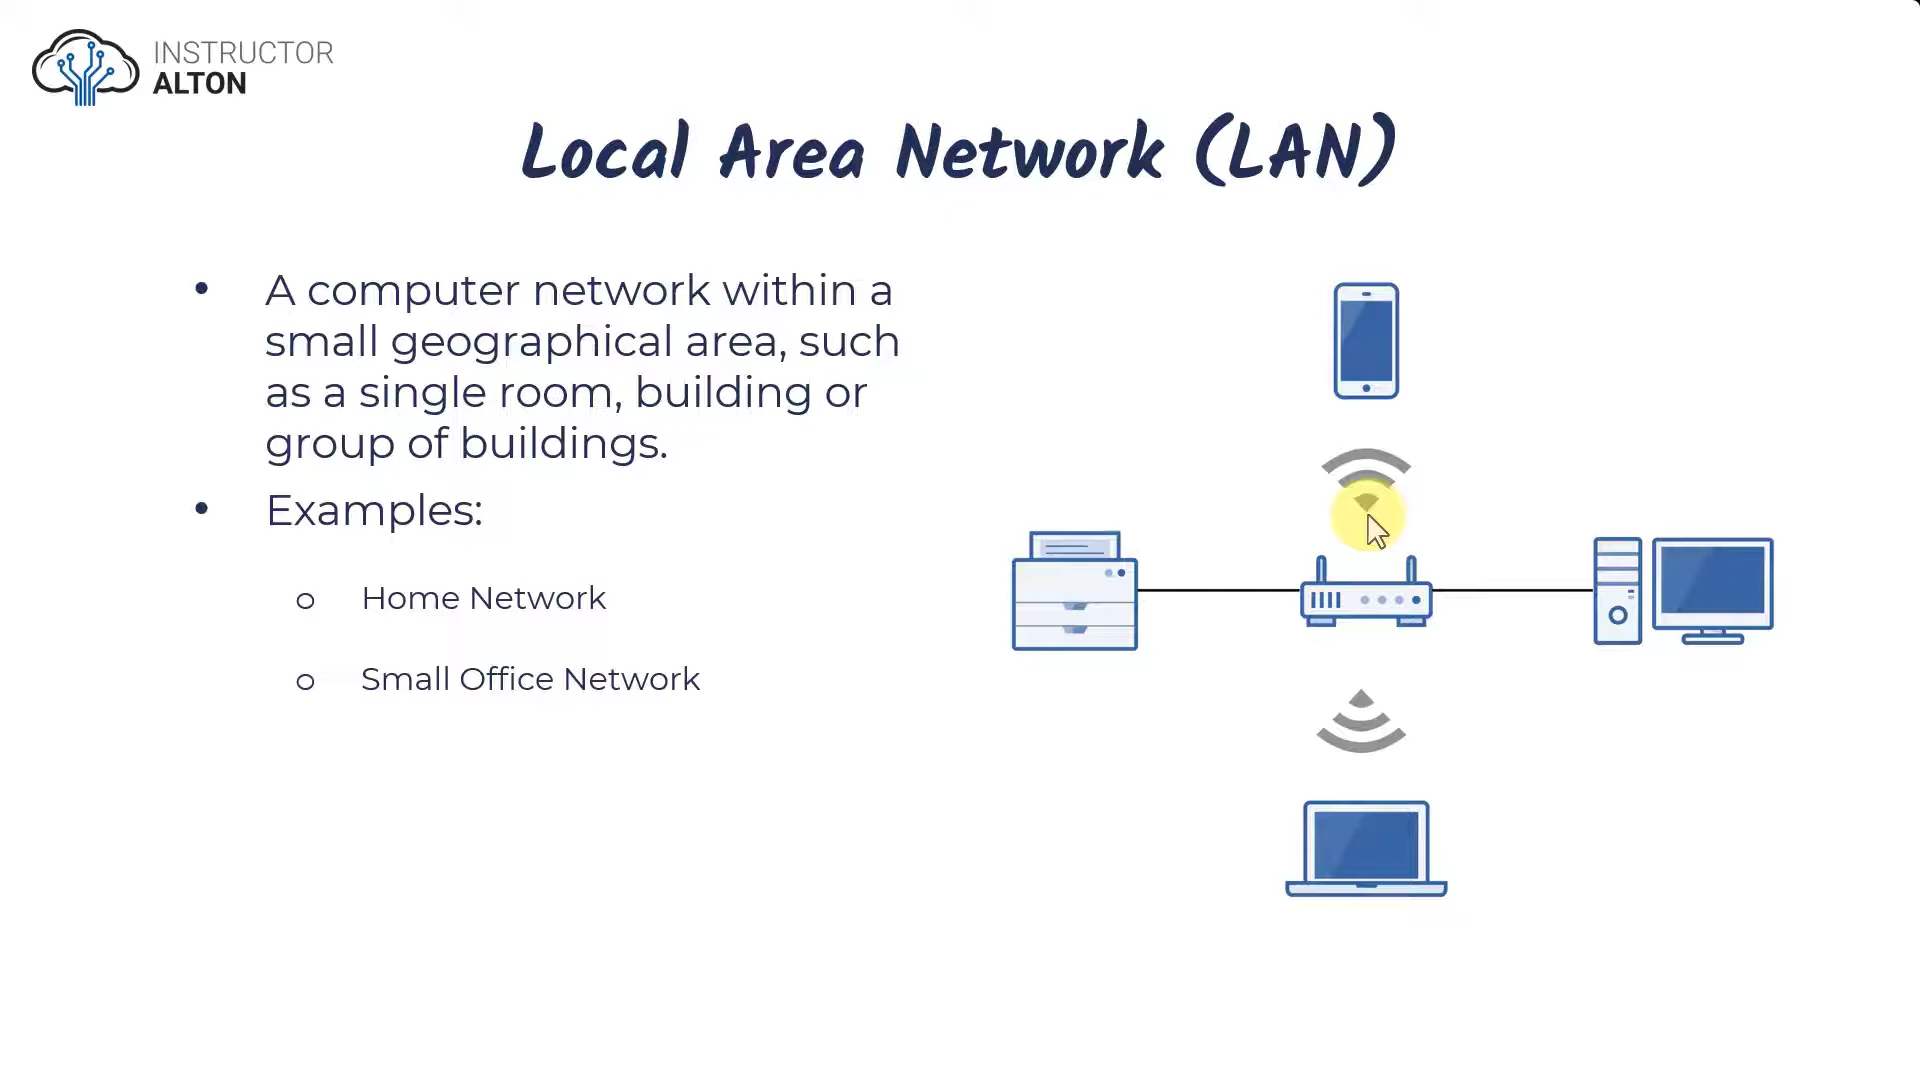 INSTRUCTOR
ALTON
Local Area Network (LAN)
• A computer network within a
small geographical area, such
as a single room, building or
group of buildings.
• Examples:
o Home Network
o Small Office Network